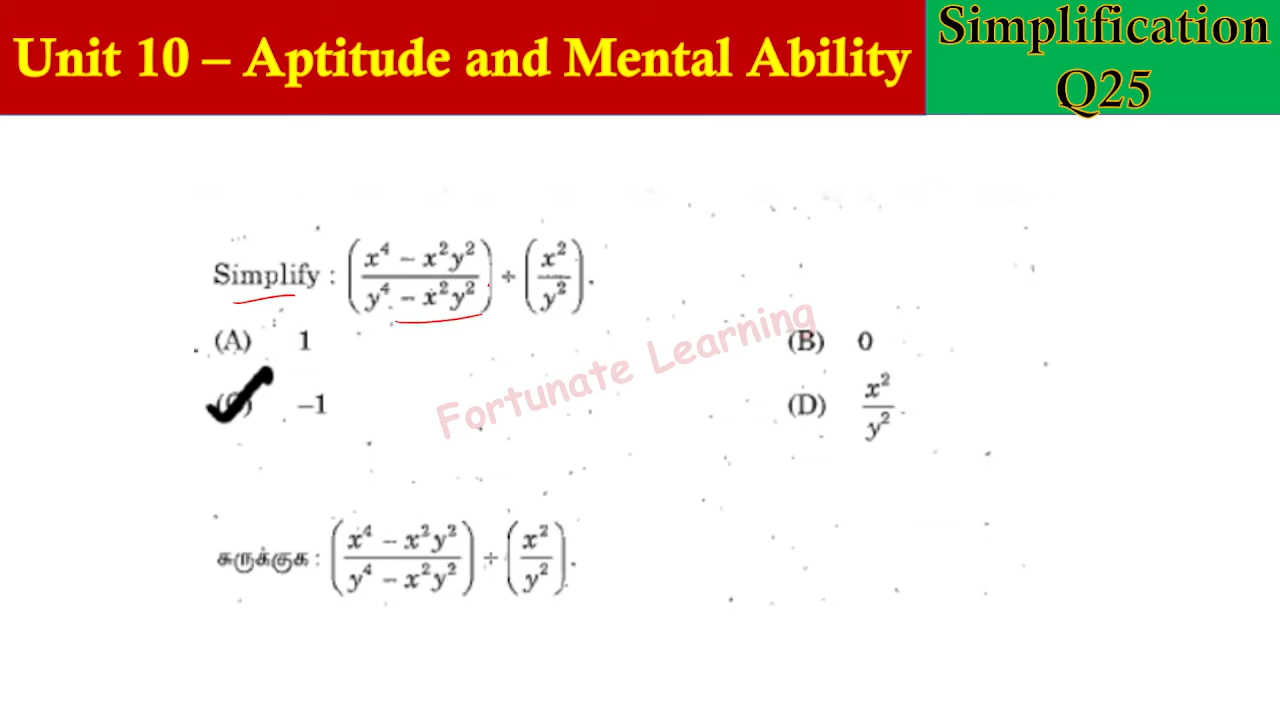 Unit 10 – Aptitude and Mental Ability
Simplification
Q25
Simplify : (x⁴ – x²y² / y⁴ – x²y²) ÷ (x² / y²).
(A) 1
(B) 0
(C) –1
(D) x² / y²
Fortunate Learning
சுருக்குக : (x⁴ – x²y² / y⁴ – x²y²) ÷ (x² / y²).